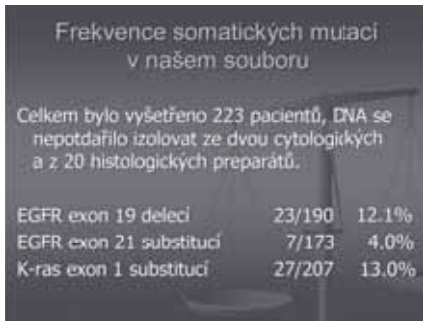 Frekvence somatických mutací
v našem souboru
Celkem bylo vyšetřeno 223 pacientů, DNA se
nepotdařilo izolovat ze dvou cytologických
a z 20 histologických preparátů.
EGFR exon 19 delecí 23/190 12.1%
EGFR exon 21 substitucí 7/173 4.0%
K-ras exon 1 substitucí 27/207 13.0%